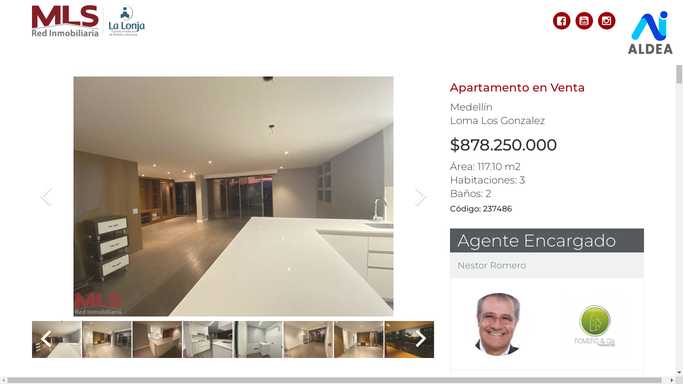 MLS
Red Inmobiliaria
La Lonja
ALDEA
Apartamento en Venta
Medellín
Loma Los Gonzalez
$878.250.000
Área: 117.10 m2
Habitaciones: 3
Baños: 2
Código: 237486
Agente Encargado
Nestor Romero
MLS
Red Inmobiliaria
ROMERO & Cia